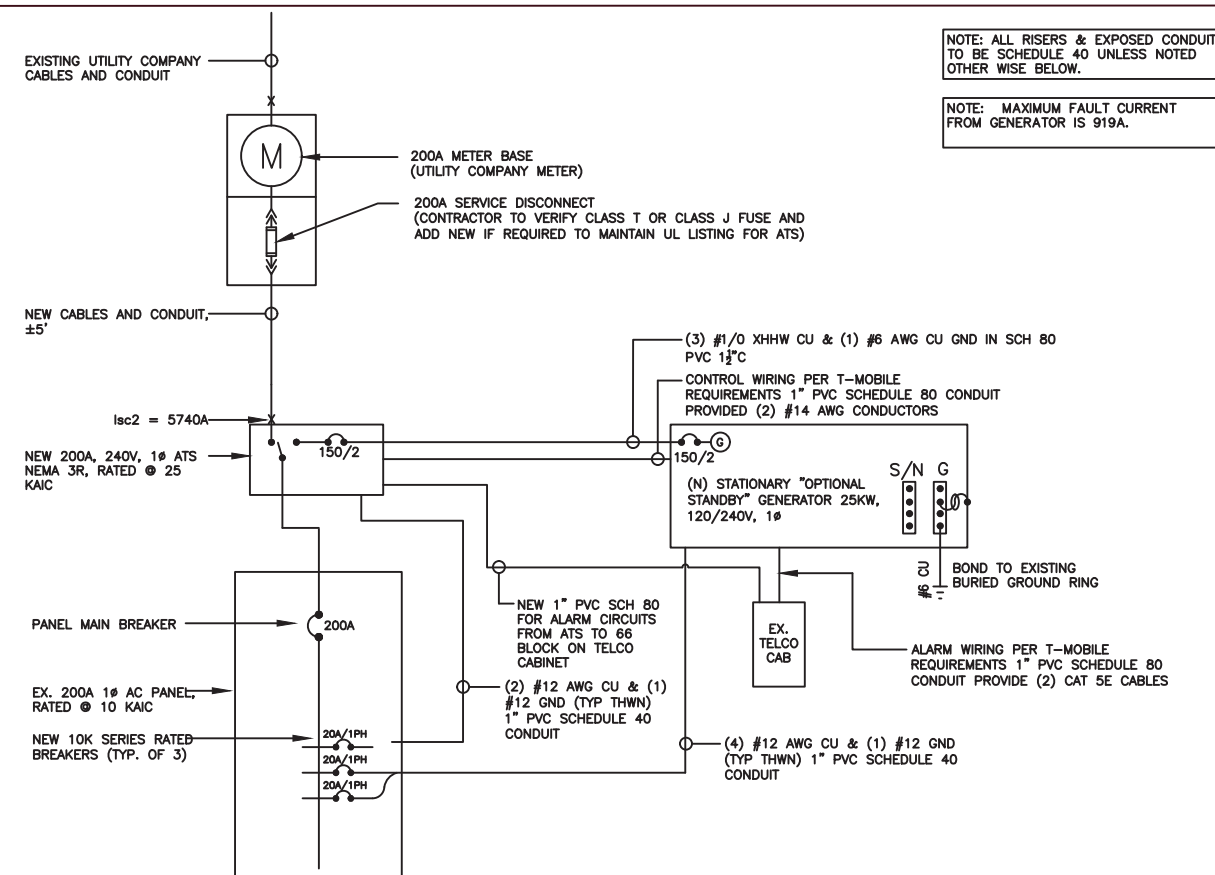 EXISTING UTILITY COMPANY
CABLES AND CONDUIT
NOTE: ALL RISERS & EXPOSED CONDUIT
TO BE SCHEDULE 40 UNLESS NOTED
OTHER WISE BELOW.
NOTE: MAXIMUM FAULT CURRENT
FROM GENERATOR IS 919A.
M
200A METER BASE
(UTILITY COMPANY METER)
200A SERVICE DISCONNECT
(CONTRACTOR TO VERIFY CLASS T OR CLASS J FUSE AND
ADD NEW IF REQUIRED TO MAINTAIN UL LISTING FOR ATS)
NEW CABLES AND CONDUIT,
±5'
(3) #1/0 XHHW CU & (1) #6 AWG CU GND IN SCH 80
PVC 1½"C
CONTROL WIRING PER T-MOBILE
REQUIREMENTS 1" PVC SCHEDULE 80 CONDUIT
PROVIDED (2) #14 AWG CONDUCTORS
Isc2 = 5740A
NEW 200A, 240V, 1ø ATS
NEMA 3R, RATED @ 25
KAIC
150/2
150/2
G
(N) STATIONARY "OPTIONAL
STANDBY" GENERATOR 25KW,
120/240V, 1ø
S/N G
#6 CU
BOND TO EXISTING
BURIED GROUND RING
NEW 1" PVC SCH 80
FOR ALARM CIRCUITS
FROM ATS TO 66
BLOCK ON TELCO
CABINET
EX.
TELCO
CAB
ALARM WIRING PER T-MOBILE
REQUIREMENTS 1" PVC SCHEDULE 80
CONDUIT PROVIDE (2) CAT 5E CABLES
PANEL MAIN BREAKER
200A
EX. 200A 1ø AC PANEL,
RATED @ 10 KAIC
(2) #12 AWG CU & (1)
#12 GND (TYP THWN)
1" PVC SCHEDULE 40
CONDUIT
NEW 10K SERIES RATED
BREAKERS (TYP. OF 3)
20A/1PH
20A/1PH
20A/1PH
(4) #12 AWG CU & (1) #12 GND
(TYP THWN) 1" PVC SCHEDULE 40
CONDUIT